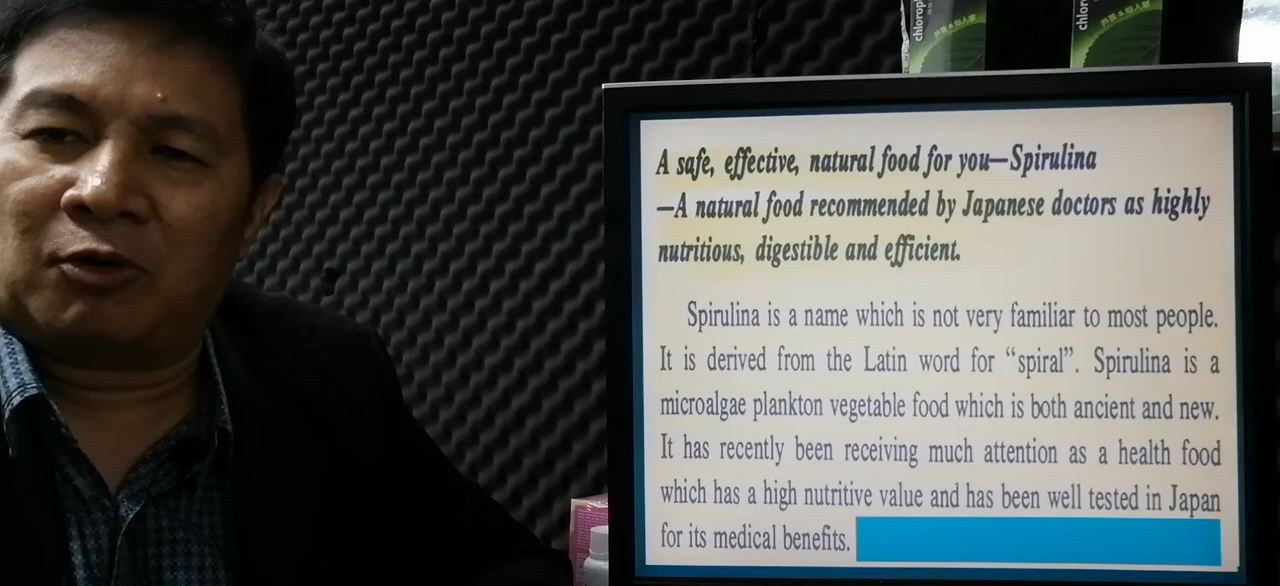 chlorop
chlorop
A safe, effective, natural food for you—Spirulina
—A natural food recommended by Japanese doctors as highly
nutritious, digestible and efficient.
Spirulina is a name which is not very familiar to most people.
It is derived from the Latin word for “spiral”. Spirulina is a
microalgae plankton vegetable food which is both ancient and new.
It has recently been receiving much attention as a health food
which has a high nutritive value and has been well tested in Japan
for its medical benefits.